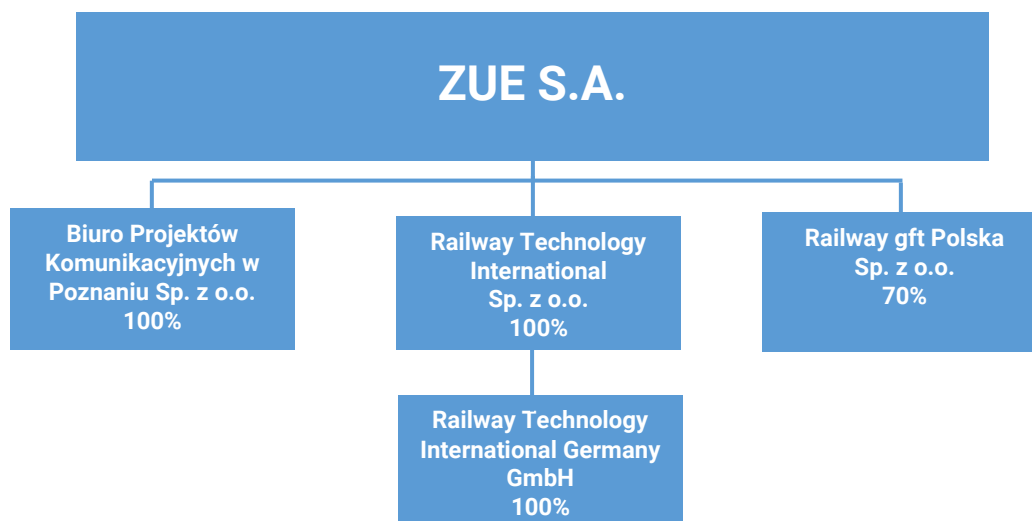 ZUE S.A.
Biuro Projektów
Komunikacyjnych w
Poznaniu Sp. z o.o.
100%
Railway Technology
International
Sp. z o.o.
100%
Railway gft Polska
Sp. z o.o.
70%
Railway Technology
International Germany
GmbH
100%